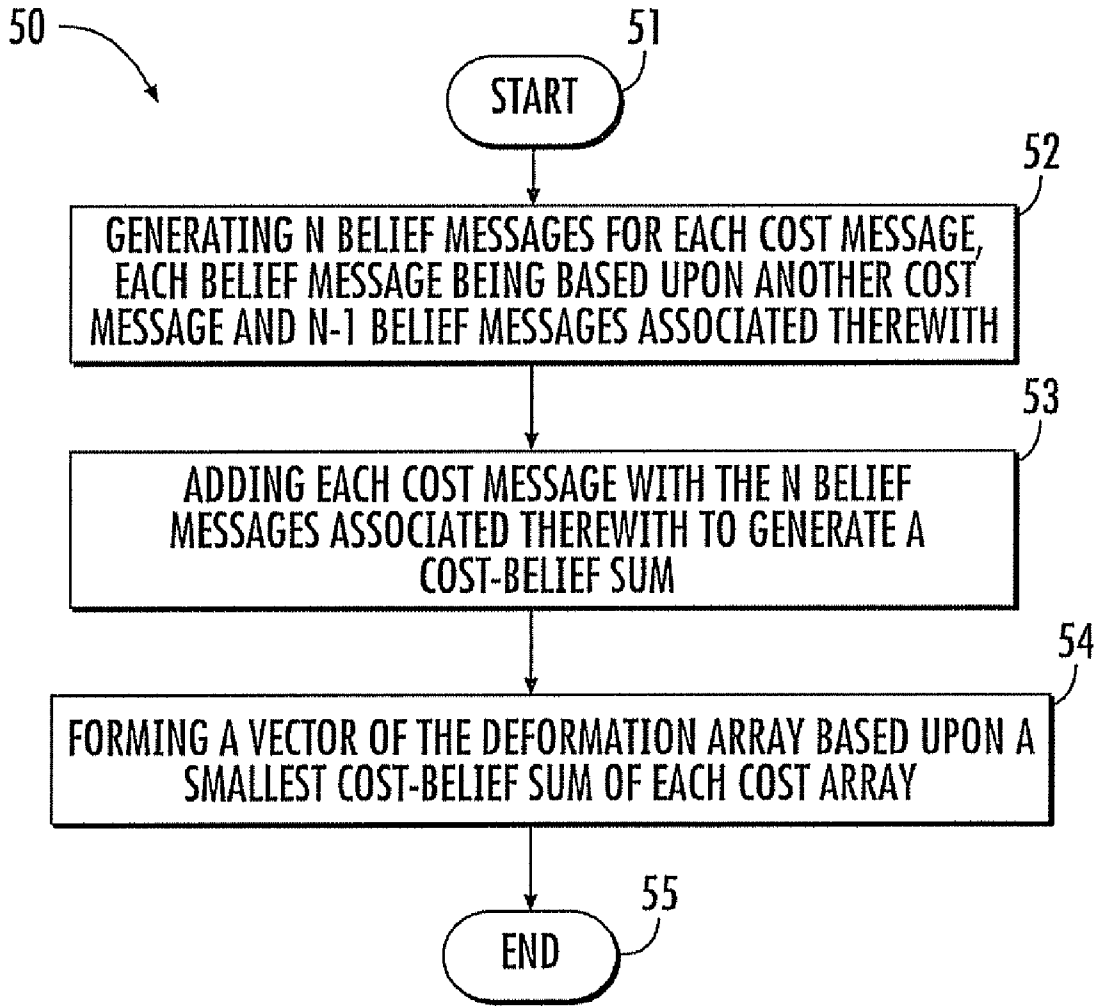 50
51
START
52
GENERATING N BELIEF MESSAGES FOR EACH COST MESSAGE,
EACH BELIEF MESSAGE BEING BASED UPON ANOTHER COST
MESSAGE AND N-1 BELIEF MESSAGES ASSOCIATED THEREWITH
53
ADDING EACH COST MESSAGE WITH THE N BELIEF
MESSAGES ASSOCIATED THEREWITH TO GENERATE A
COST-BELIEF SUM
54
FORMING A VECTOR OF THE DEFORMATION ARRAY BASED UPON A
SMALLEST COST-BELIEF SUM OF EACH COST ARRAY
55
END